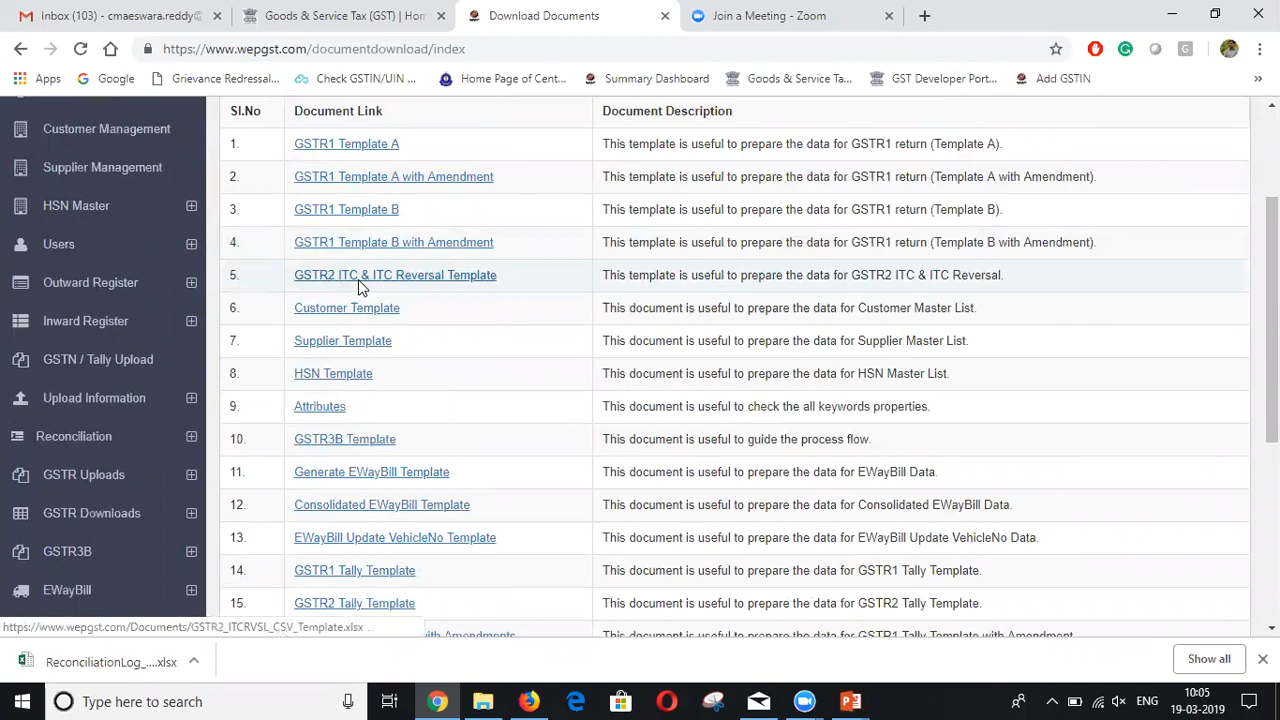 Inbox (103) - cmaeswara.reddy@
Goods & Service Tax (GST) | Hom
Download Documents
Join a Meeting - Zoom
https://www.wepgst.com/documentdownload/index
Apps
Google
Grievance Redressal...
Check GSTIN/UIN ...
Home Page of Cent...
Summary Dashboard
Goods & Service Ta...
GST Developer Port...
Add GSTIN
»
Customer Management
Supplier Management
HSN Master
Users
Outward Register
Inward Register
GSTN / Tally Upload
Upload Information
Reconciliation
GSTR Uploads
GSTR Downloads
GSTR3B
EWayBill
Sl.No Document Link Document Description
1. GSTR1 Template A This template is useful to prepare the data for GSTR1 return (Template A).
2. GSTR1 Template A with Amendment This template is useful to prepare the data for GSTR1 return (Template A with Amendment).
3. GSTR1 Template B This template is useful to prepare the data for GSTR1 return (Template B).
4. GSTR1 Template B with Amendment This template is useful to prepare the data for GSTR1 return (Template B with Amendment).
5. GSTR2 ITC & ITC Reversal Template This template is useful to prepare the data for GSTR2 ITC & ITC Reversal.
6. Customer Template This document is useful to prepare the data for Customer Master List.
7. Supplier Template This document is useful to prepare the data for Supplier Master List.
8. HSN Template This document is useful to prepare the data for HSN Master List.
9. Attributes This document is useful to check the all keywords properties.
10. GSTR3B Template This document is useful to guide the process flow.
11. Generate EWayBill Template This document is useful to prepare the data for EWayBill Data.
12. Consolidated EWayBill Template This document is useful to prepare the data for Consolidated EWayBill Data.
13. EWayBill Update VehicleNo Template This document is useful to prepare the data for EWayBill Update VehicleNo Data.
14. GSTR1 Tally Template This document is useful to prepare the data for GSTR1 Tally Template.
15. GSTR2 Tally Template This document is useful to prepare the data for GSTR2 Tally Template.
with Amendments This document is useful to prepare the data for GSTR1 Tally Template with Amendment.
https://www.wepgst.com/Documents/GSTR2_ITCRVSL_CSV_Template.xlsx
ReconciliationLog_....xlsx
Show all
Type here to search
ENG
10:05
19-03-2019